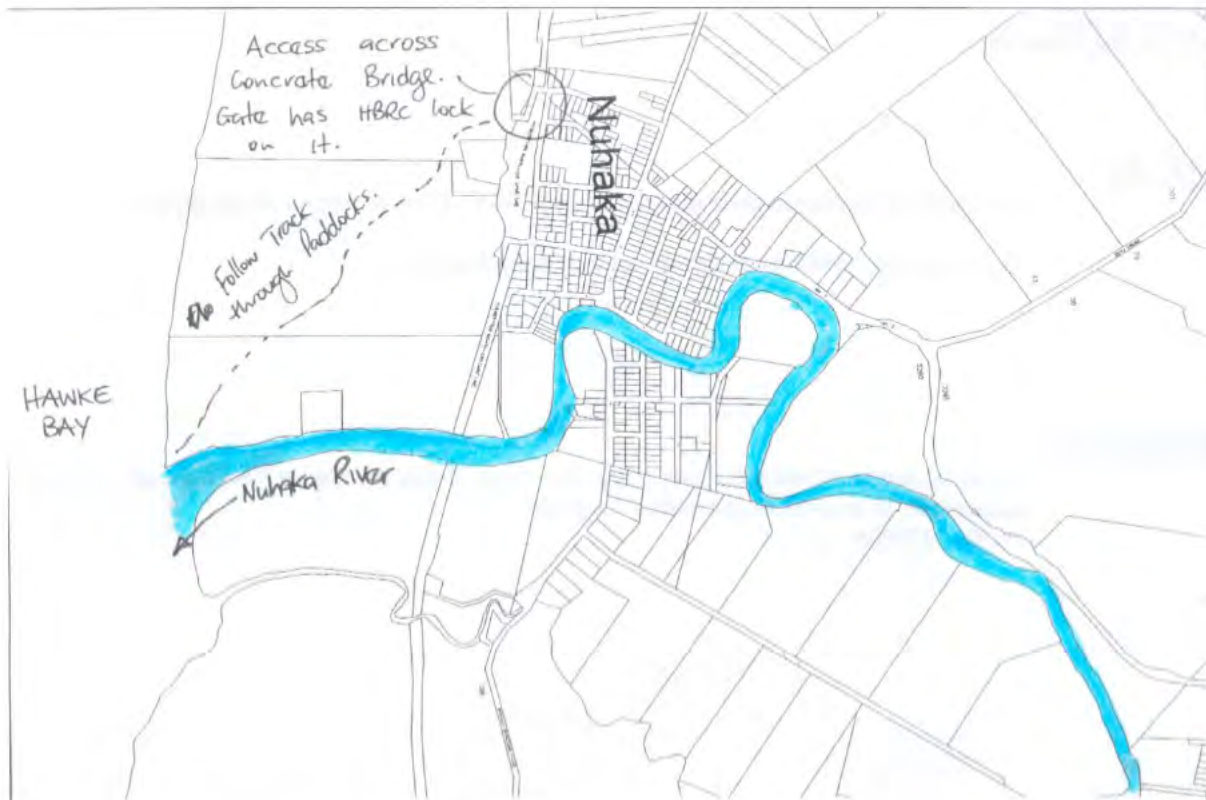 Access across
Concrete Bridge.
Gate has HBRC lock
on it.
Nuhaka
Follow Track
through Paddocks.
HAWKE
BAY
Nuhaka River